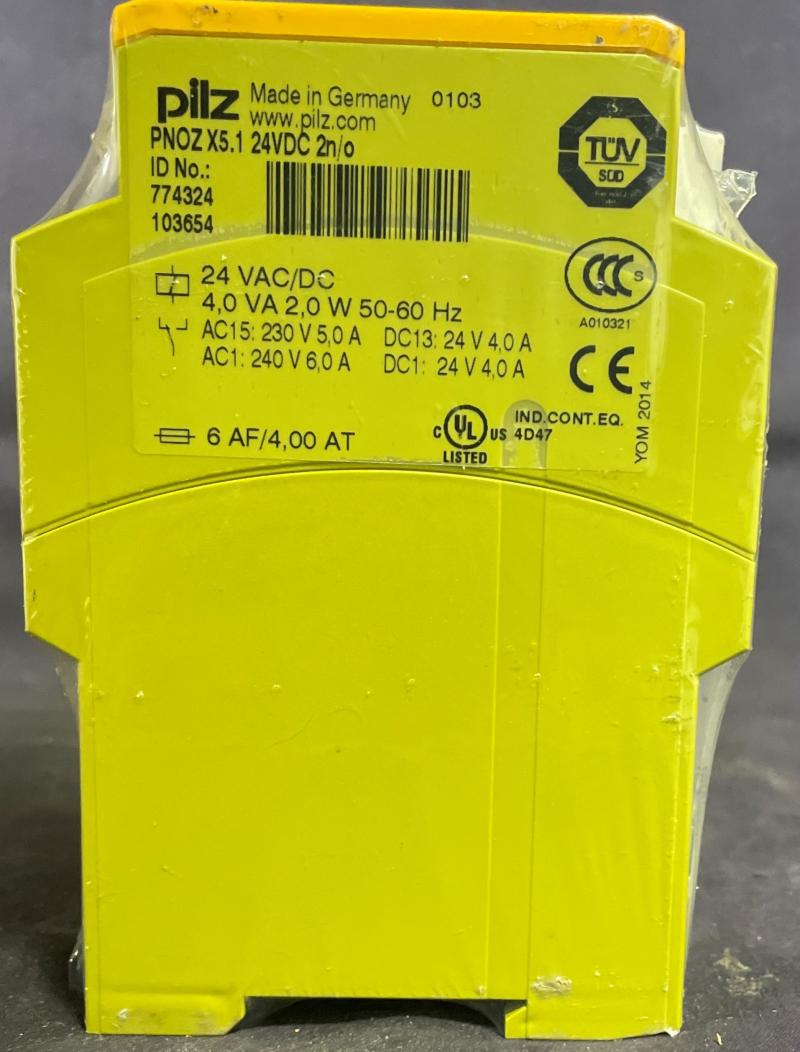 pilz Made in Germany 0103
www.pilz.com
PNOZ X5.1 24VDC 2n/o
ID No.:
774324
103654
TÜV
SÜD
CCC S
A010321
24 VAC/DC
4,0 VA 2,0 W 50-60 Hz
AC15: 230 V 5,0 A DC13: 24 V 4,0 A
AC1: 240 V 6,0 A DC1: 24 V 4,0 A
CE
6 AF/4,00 AT
C UL US
LISTED
IND.CONT.EQ.
4D47
YOM 2014